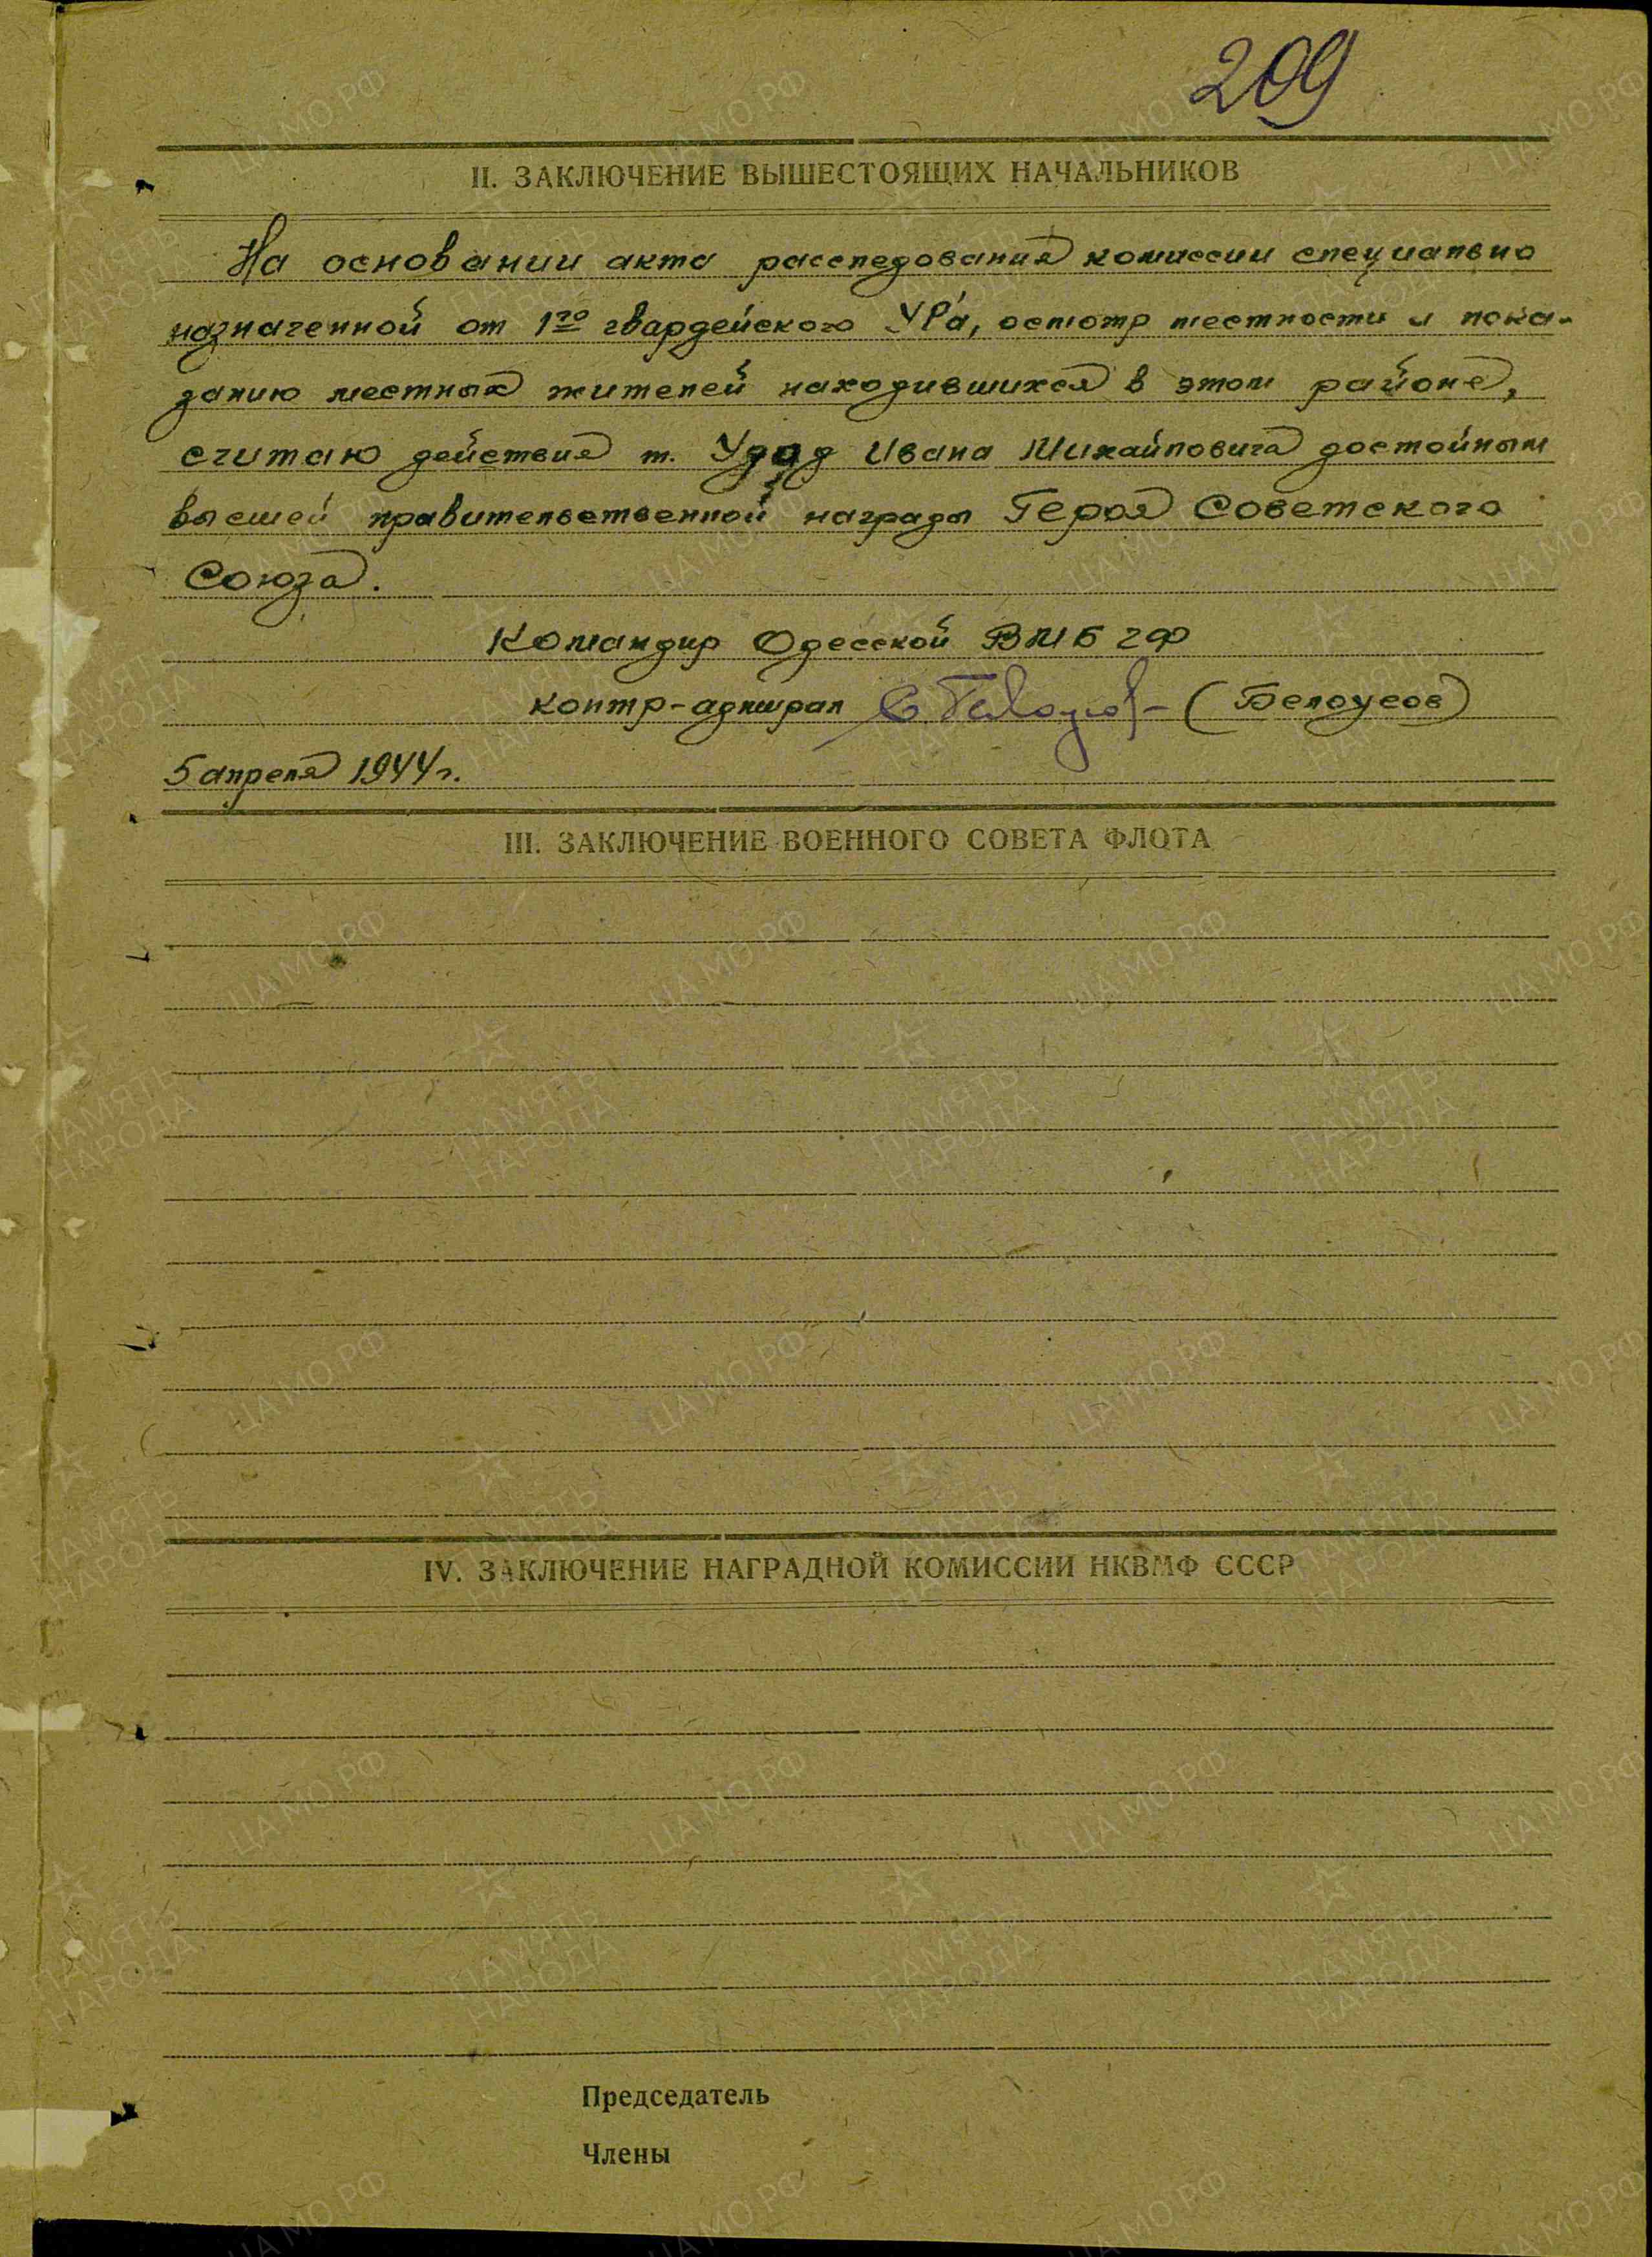 209
II. ЗАКЛЮЧЕНИЕ ВЫШЕСТОЯЩИХ НАЧАЛЬНИКОВ
На основании акта расследования комиссии специально
назначенной от 1го гвардейского УРа, осмотр местности и пока-
занию местных жителей находившихся в этом районе,
считаю действия т. Удод Ивана Михайловича достойным
высшей правительственной награды Героя Советского
Союза.
Командир Одесской ВМБ ЧФ
контр-адмирал (Белоусов)
5 апреля 1944 г.
III. ЗАКЛЮЧЕНИЕ ВОЕННОГО СОВЕТА ФЛОТА
IV. ЗАКЛЮЧЕНИЕ НАГРАДНОЙ КОМИССИИ НКВМФ СССР
Председатель
Члены